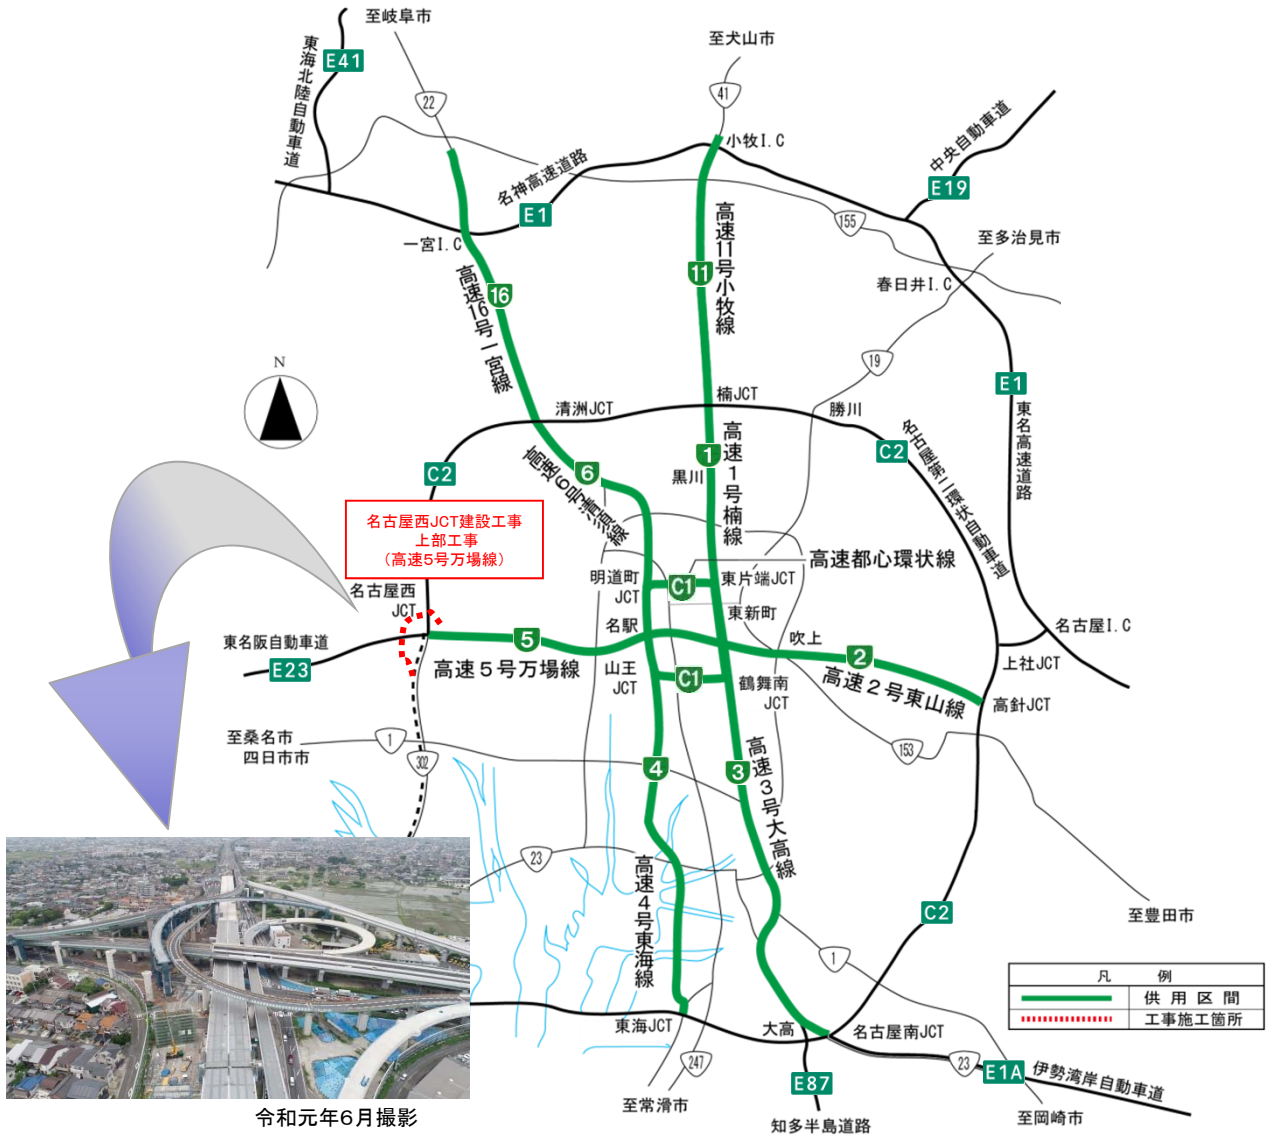 至岐阜市
至犬山市
東海北陸自動車道
E41
22
41
小牧I.C
中央自動車道
E19
名神高速道路
E1
155
一宮I.C
至多治見市
春日井I.C
高速16号一宮線
16
高速11号小牧線
11
19
N
E1
東名高速道路
清洲JCT
楠JCT
勝川
C2
名古屋第二環状自動車道
C2
高速6号清須線
6
1
高速1号楠線
黒川
名古屋西JCT建設工事
上部工事
(高速5号万場線)
名古屋西
JCT
高速都心環状線
明道町
JCT
C1
東片端JCT
東新町
名駅
吹上
東名阪自動車道
E23
5
高速5号万場線
2
高速2号東山線
山王
JCT
C1
鶴舞南
JCT
名古屋I.C
上社JCT
高針JCT
至桑名市
四日市市
1
302
153
4
3
高速3号大高線
高速4号東海線
23
C2
至豊田市
1
凡 例
供用区間
工事施工箇所
東海JCT
大高
名古屋南JCT
247
E87
23
E1A
伊勢湾岸自動車道
至常滑市
知多半島道路
至岡崎市
令和元年6月撮影